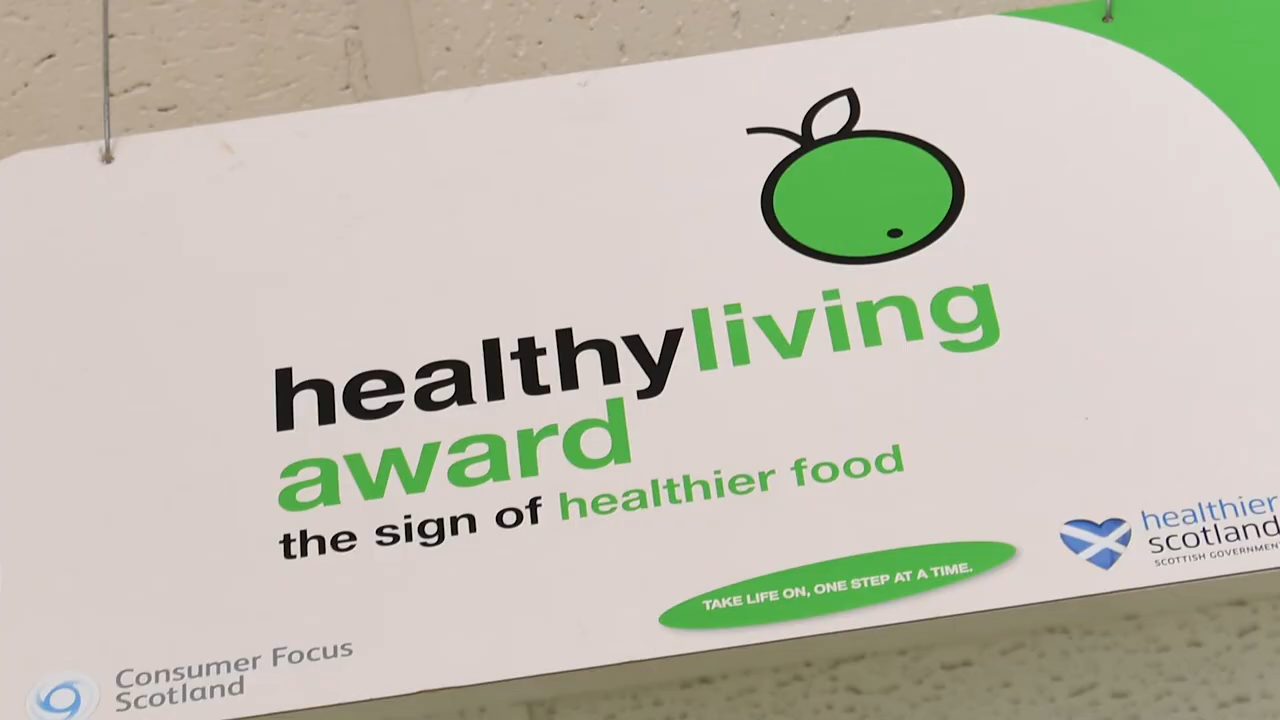 healthyliving
award
the sign of healthier food
TAKE LIFE ON, ONE STEP AT A TIME.
healthier
scotland
SCOTTISH GOVERNMENT
Consumer Focus
Scotland